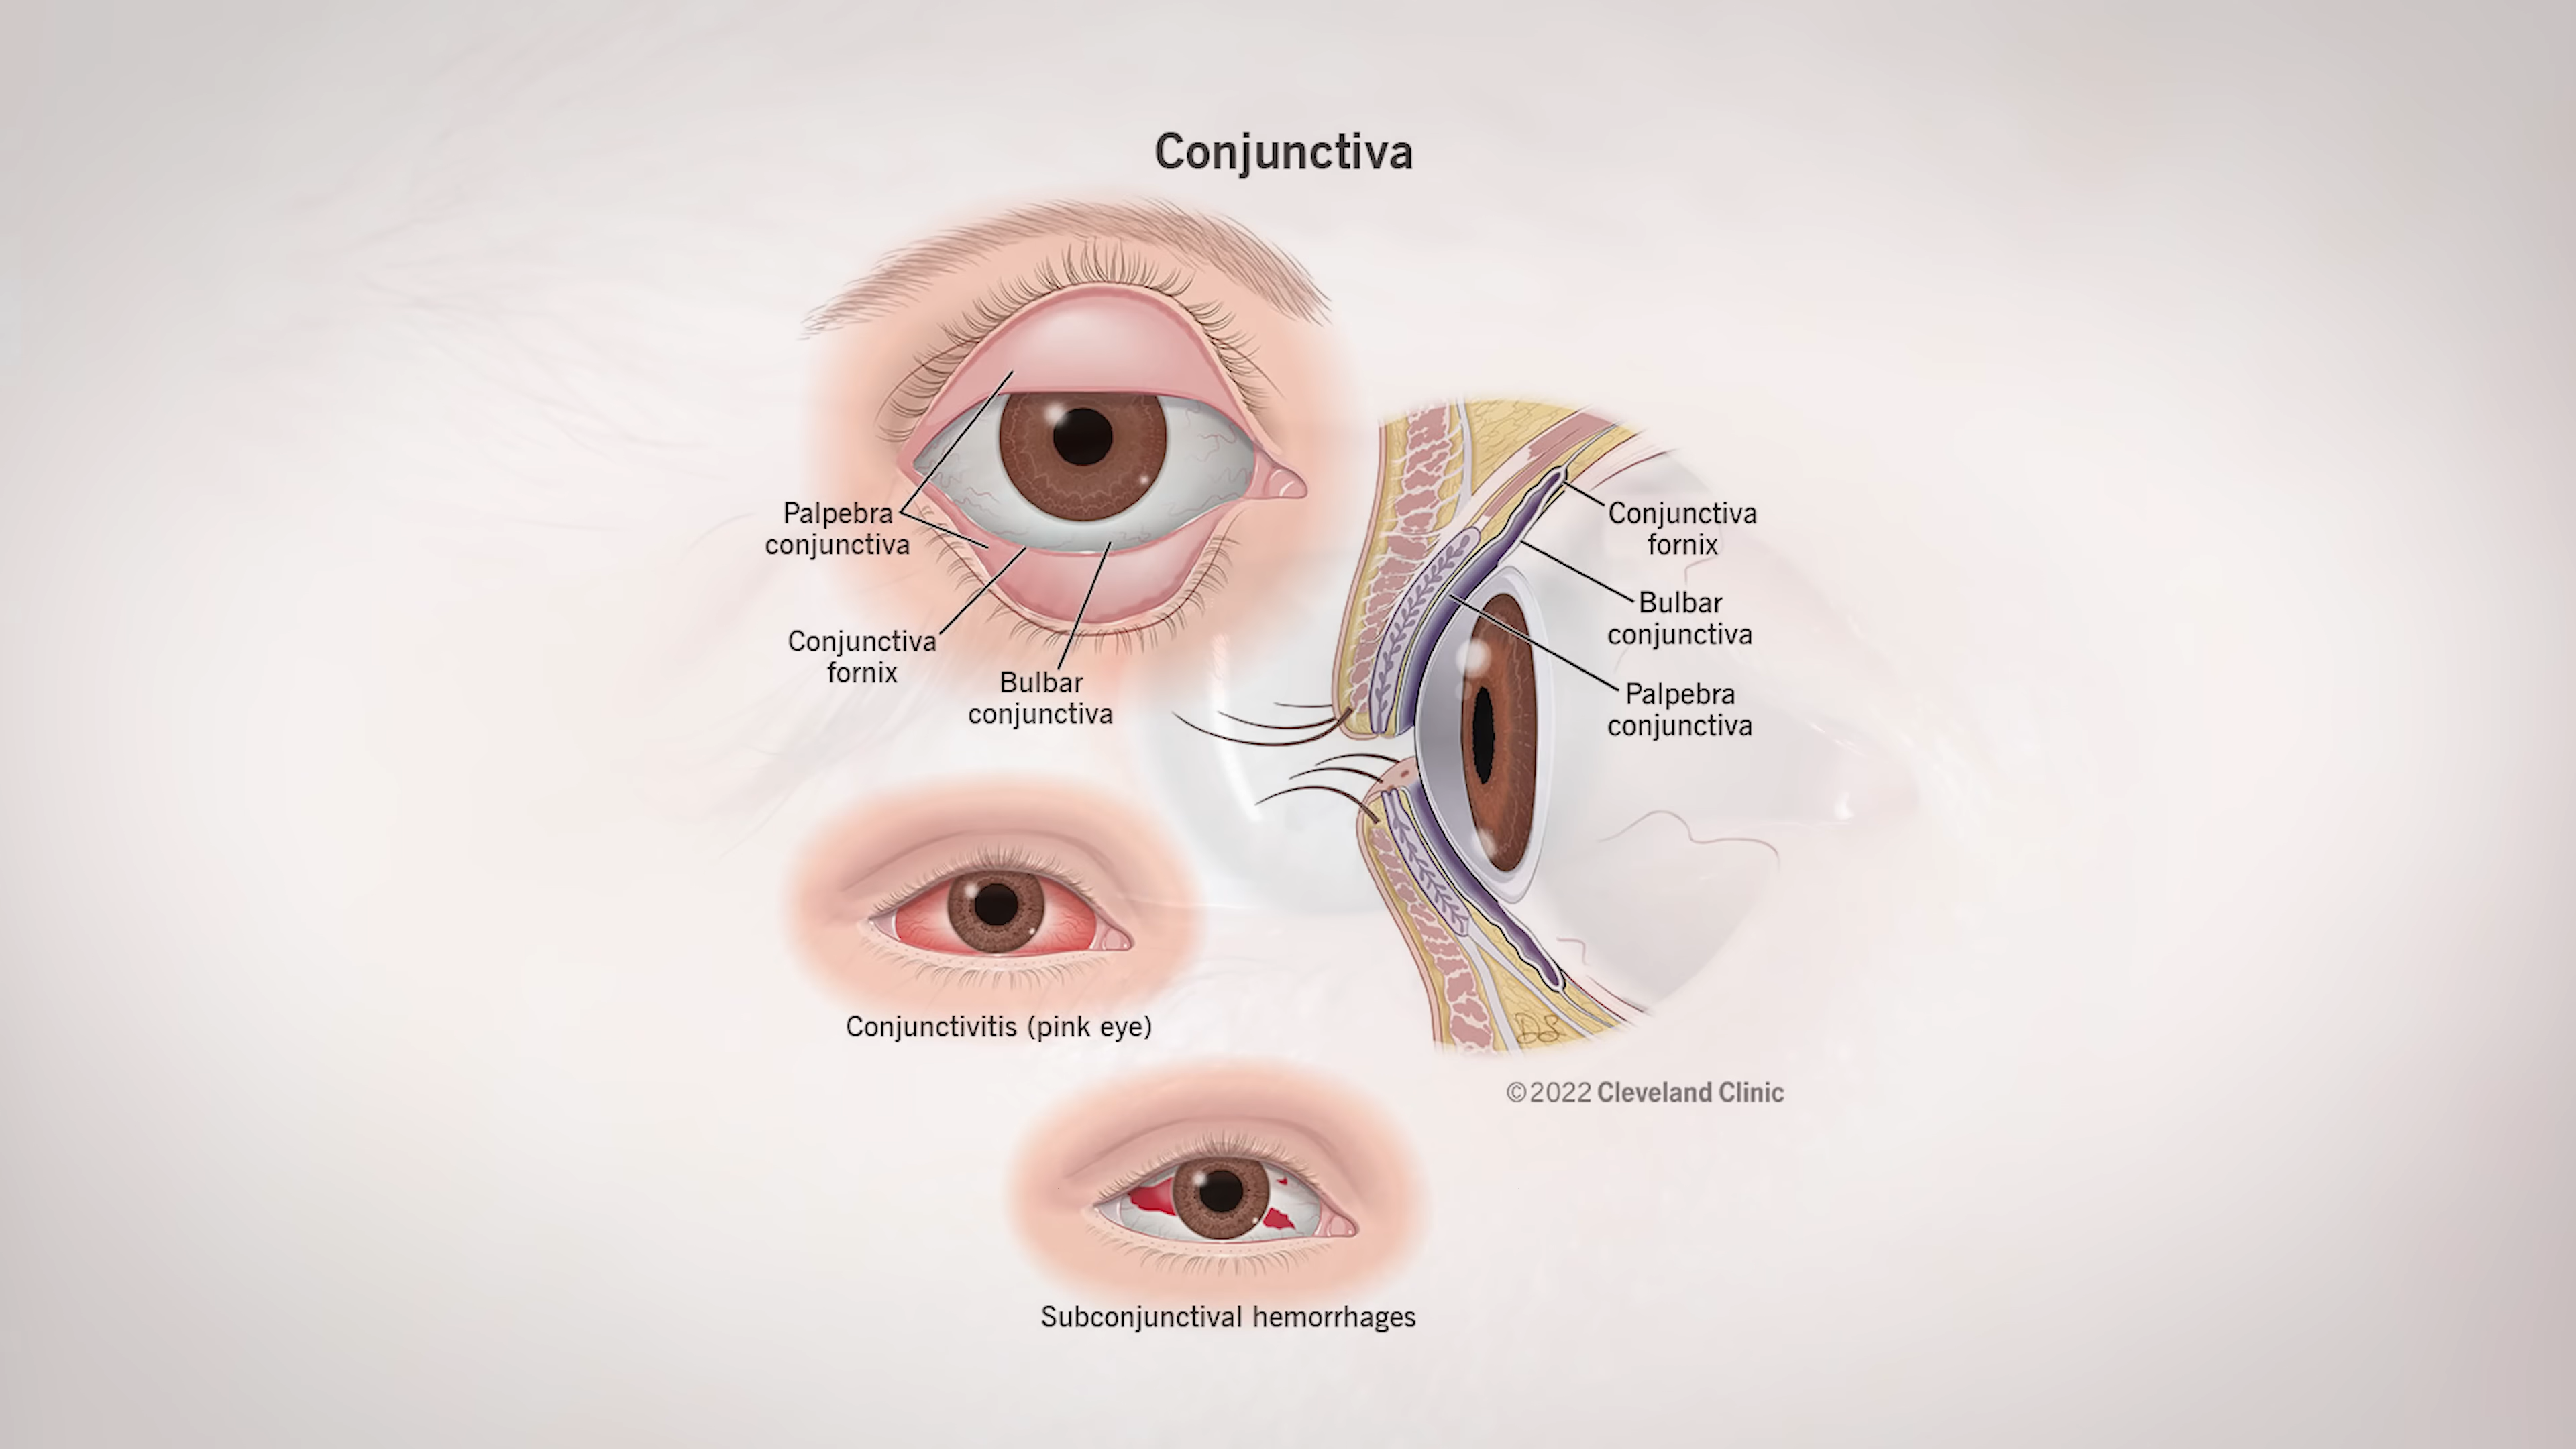 Conjunctiva
Palpebra
conjunctiva
Conjunctiva
fornix
Bulbar
conjunctiva
Conjunctiva
fornix
Bulbar
conjunctiva
Palpebra
conjunctiva
Conjunctivitis (pink eye)
DS
©2022 Cleveland Clinic
Subconjunctival hemorrhages